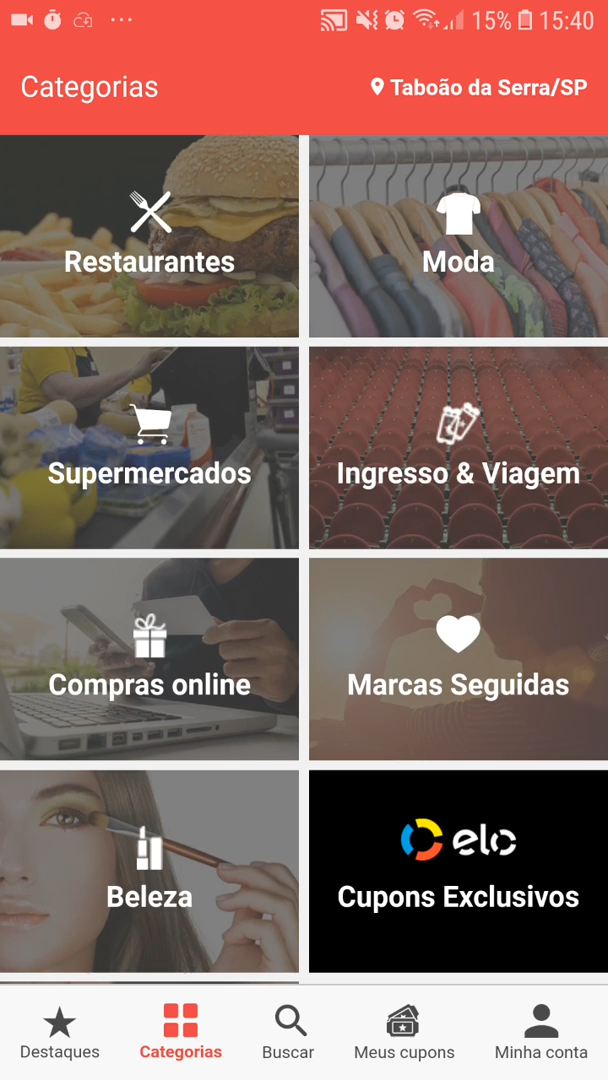 15% 15:40
Categorias
Taboão da Serra/SP
Restaurantes
Moda
Supermercados
Ingresso & Viagem
Compras online
Marcas Seguidas
Beleza
elo
Cupons Exclusivos
Destaques
Categorias
Buscar
Meus cupons
Minha conta